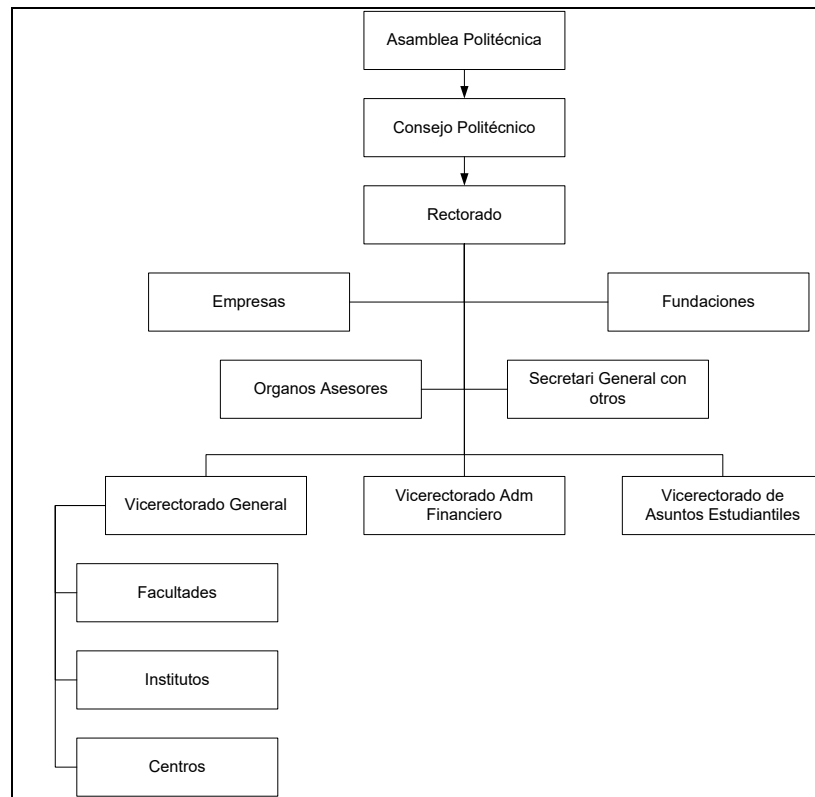 Asamblea Politécnica
Consejo Politécnico
Rectorado
Empresas
Fundaciones
Organos Asesores
Secretari General con
otros
Vicerectorado General
Vicerectorado Adm
Financiero
Vicerectorado de
Asuntos Estudiantiles
Facultades
Institutos
Centros